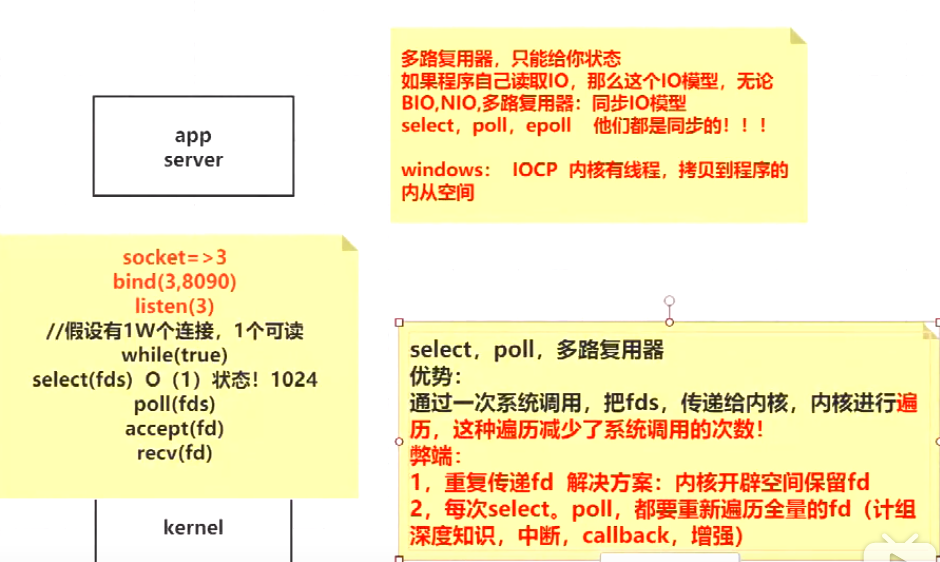 多路复用器，只能给你状态
如果程序自己读取IO，那么这个IO模型，无论
BIO,NIO,多路复用器：同步IO模型
select，poll，epoll 他们都是同步的！！！
windows： IOCP 内核有线程，拷贝到程序的
内从空间
app
server
socket=>3
bind(3,8090)
listen(3)
//假设有1W个连接，1个可读
while(true)
select(fds) O（1）状态！1024
poll(fds)
accept(fd)
recv(fd)
kernel
select，poll，多路复用器
优势：
通过一次系统调用，把fds，传递给内核，内核进行遍
历，这种遍历减少了系统调用的次数！
弊端：
1，重复传递fd 解决方案：内核开辟空间保留fd
2，每次select。poll，都要重新遍历全量的fd（计组
深度知识，中断，callback，增强）